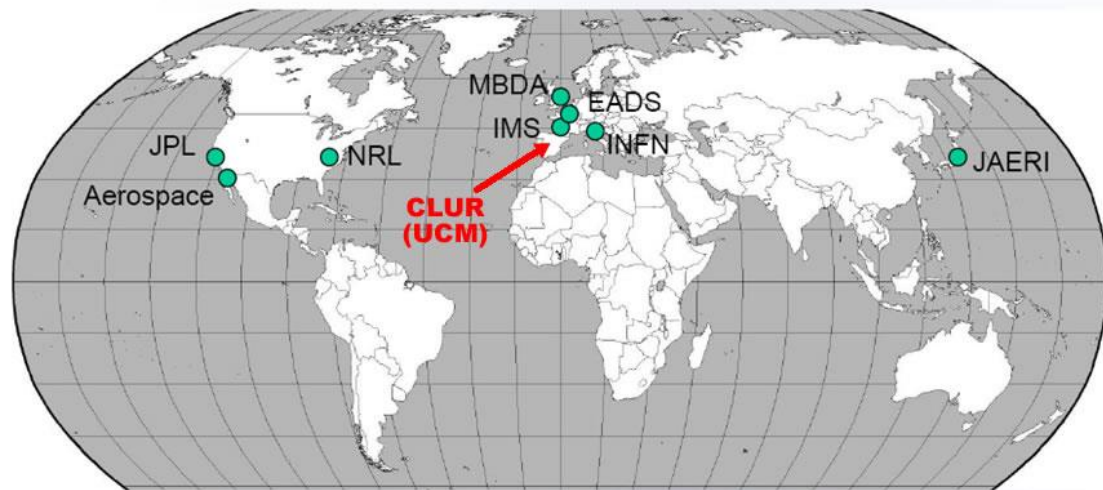 MBDA
EADS
IMS
INFN
JPL
NRL
JAERI
Aerospace
CLUR
(UCM)